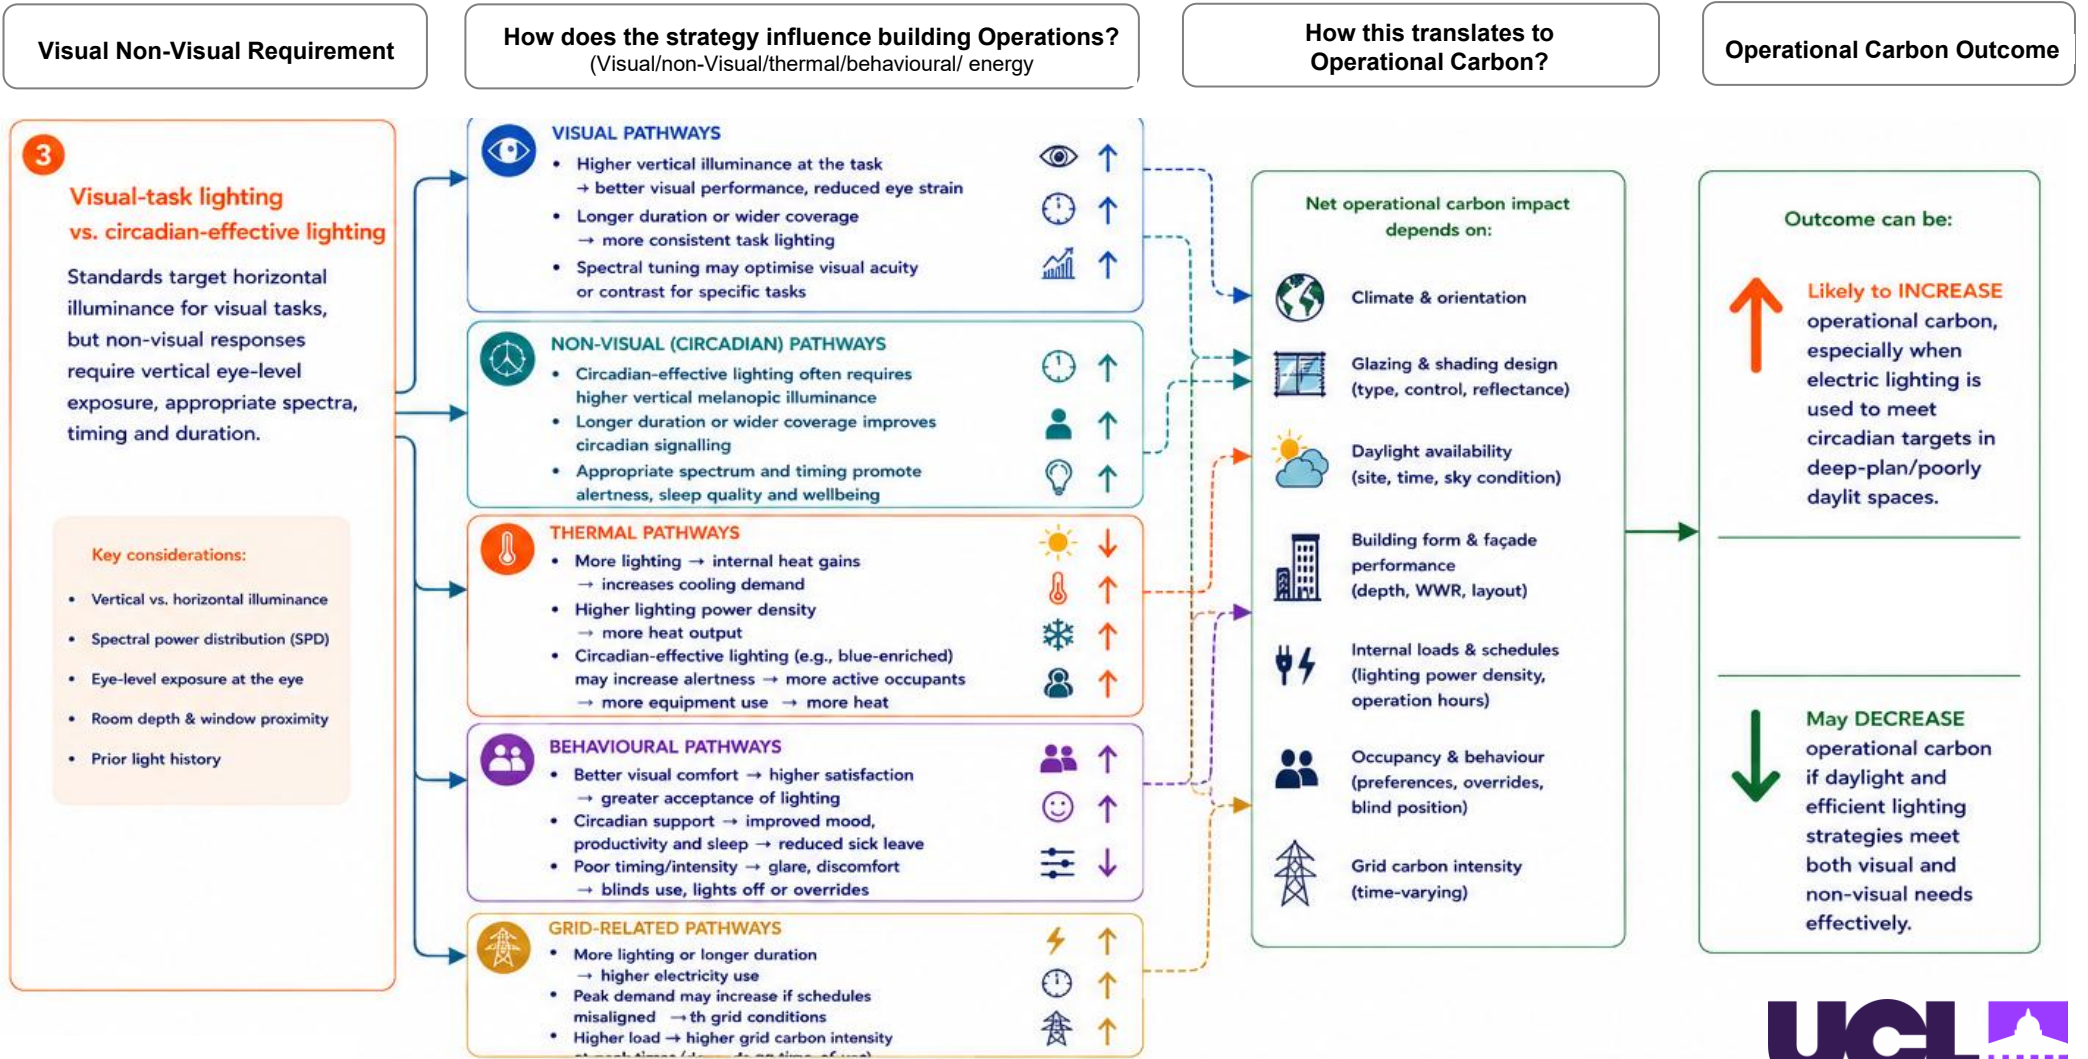 Visual Non-Visual Requirement
How does the strategy influence building Operations?
(Visual/non-Visual/thermal/behavioural/ energy
How this translates to
Operational Carbon?
Operational Carbon Outcome
3
Visual-task lighting
vs. circadian-effective lighting
Standards target horizontal
illuminance for visual tasks,
but non-visual responses
require vertical eye-level
exposure, appropriate spectra,
timing and duration.
Key considerations:
• Vertical vs. horizontal illuminance
• Spectral power distribution (SPD)
• Eye-level exposure at the eye
• Room depth & window proximity
• Prior light history
VISUAL PATHWAYS
• Higher vertical illuminance at the task
→ better visual performance, reduced eye strain
• Longer duration or wider coverage
→ more consistent task lighting
• Spectral tuning may optimise visual acuity
or contrast for specific tasks
NON-VISUAL (CIRCADIAN) PATHWAYS
• Circadian-effective lighting often requires
higher vertical melanopic illuminance
• Longer duration or wider coverage improves
circadian signalling
• Appropriate spectrum and timing promote
alertness, sleep quality and wellbeing
THERMAL PATHWAYS
• More lighting → internal heat gains
→ increases cooling demand
• Higher lighting power density
→ more heat output
• Circadian-effective lighting (e.g., blue-enriched)
may increase alertness → more active occupants
→ more equipment use → more heat
BEHAVIOURAL PATHWAYS
• Better visual comfort → higher satisfaction
→ greater acceptance of lighting
• Circadian support → improved mood,
productivity and sleep → reduced sick leave
• Poor timing/intensity → glare, discomfort
→ blinds use, lights off or overrides
GRID-RELATED PATHWAYS
• More lighting or longer duration
→ higher electricity use
• Peak demand may increase if schedules
misaligned → th grid conditions
• Higher load → higher grid carbon intensity
Net operational carbon impact
depends on:
Climate & orientation
Glazing & shading design
(type, control, reflectance)
Daylight availability
(site, time, sky condition)
Building form & façade
performance
(depth, WWR, layout)
Internal loads & schedules
(lighting power density,
operation hours)
Occupancy & behaviour
(preferences, overrides,
blind position)
Grid carbon intensity
(time-varying)
Outcome can be:
Likely to INCREASE
operational carbon,
especially when
electric lighting is
used to meet
circadian targets in
deep-plan/poorly
daylit spaces.
May DECREASE
operational carbon
if daylight and
efficient lighting
strategies meet
both visual and
non-visual needs
effectively.
UCL